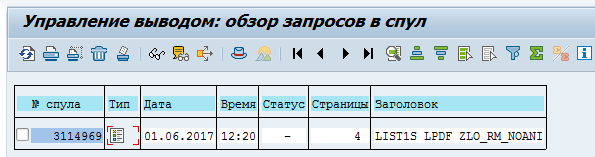 Управление выводом: обзор запросов в спул
№ спула Тип Дата Время Статус Страницы Заголовок
3114969 01.06.2017 12:20 – 4 LIST1S LPDF ZLO_RM_NOANI